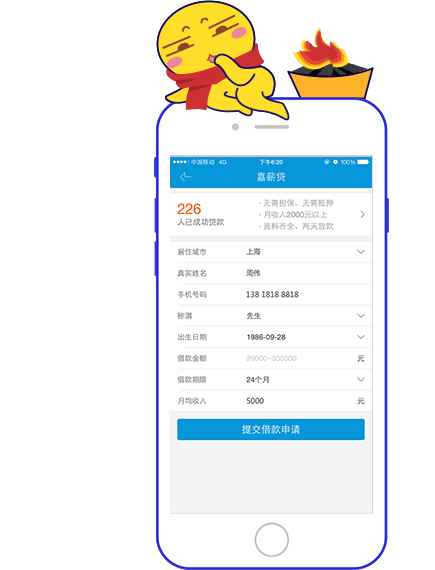 中国移动 4G 下午6:20 100%
嘉薪贷
226
人已成功贷款
- 无需担保、无需抵押
- 月收入2000元以上
- 资料齐全、两天放款
居住城市 上海
真实姓名 周伟
手机号码 138 1818 8818
称谓 先生
出生日期 1986-09-28
借款金额 20000-300000 元
借款期限 24个月
月均收入 5000 元
提交借款申请